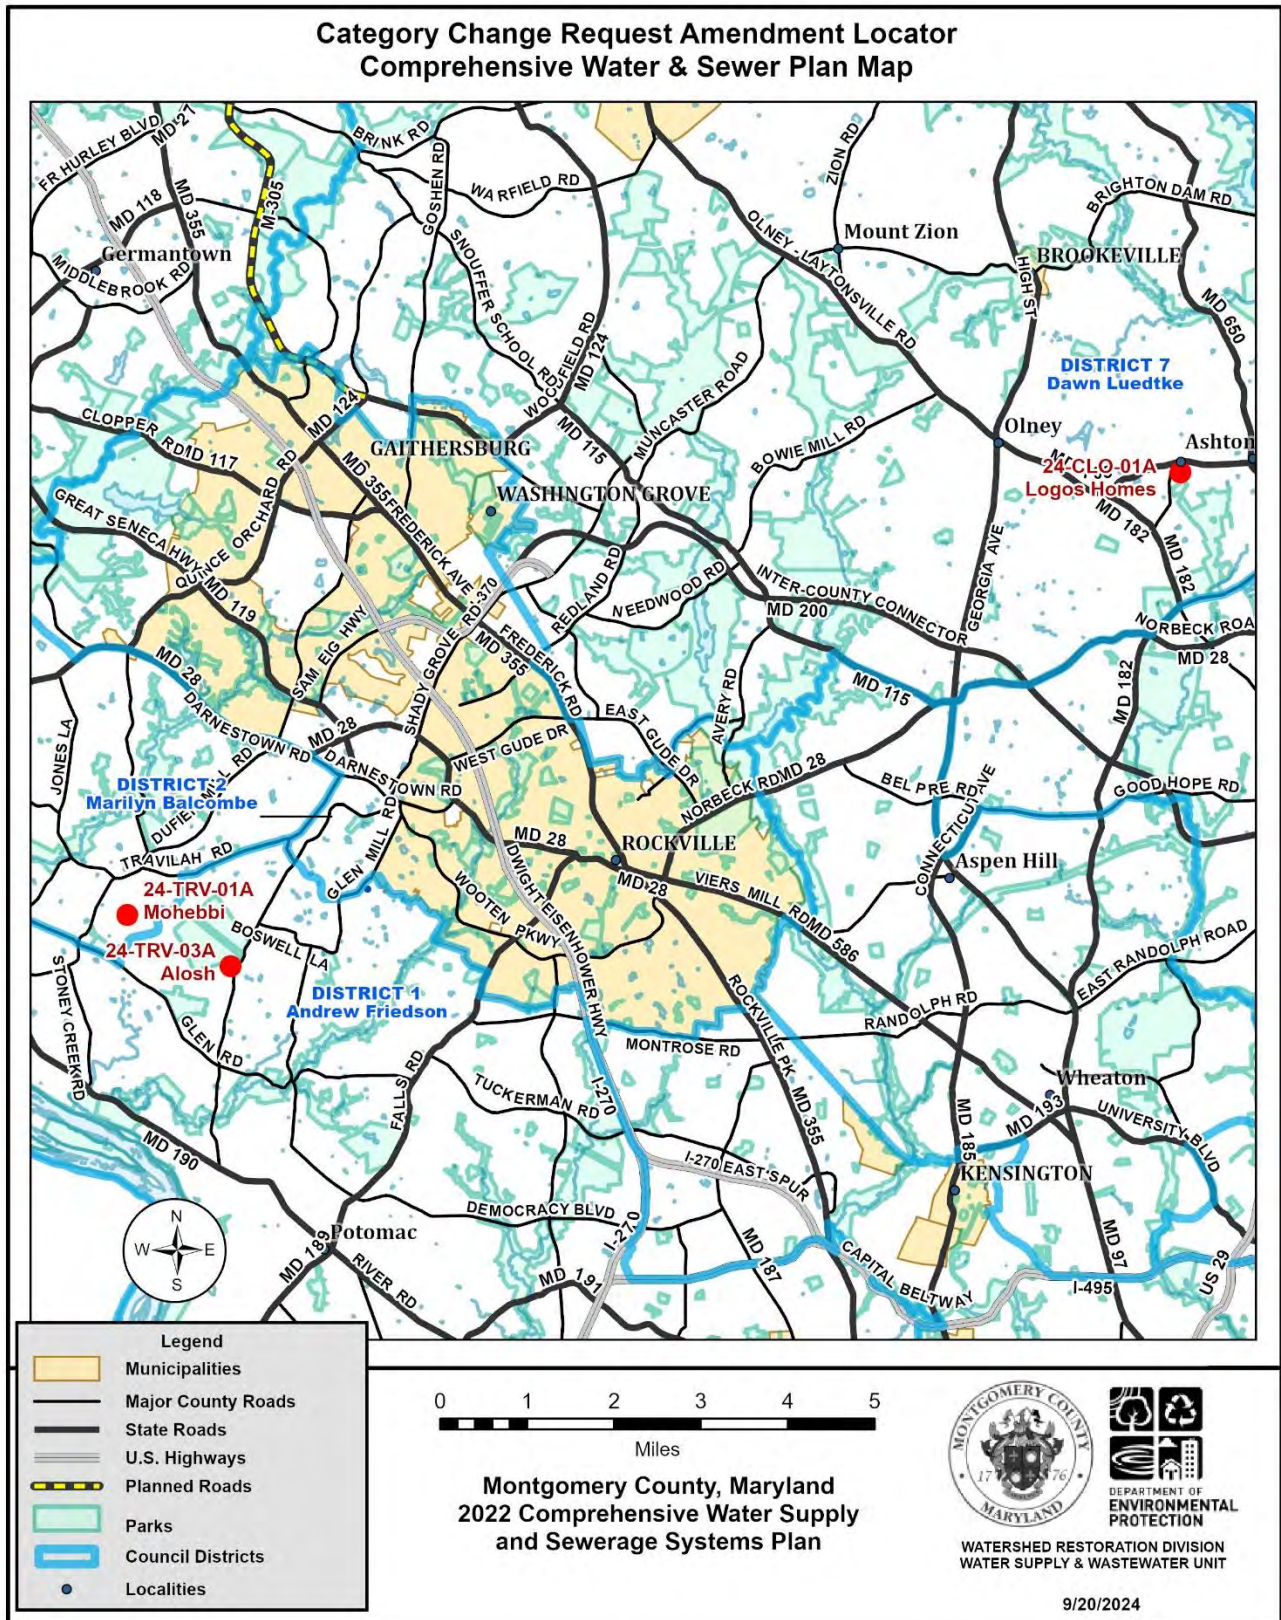 Category Change Request Amendment Locator
Comprehensive Water & Sewer Plan Map
FR HURLEY BLVD
MD 27
BRINK RD
ZION RD
GOSHEN RD
WARFIELD RD
BRIGHTON DAM RD
MD 118
MD 355
M-305
OLNEY-LAYTONSVILLE RD
Mount Zion
Germantown
SNOUFFER SCHOOL RD
HIGH ST
BROOKEVILLE
MIDDLEBROOK RD
MD 650
WOODFIELD RD
MD 124
DISTRICT 7
Dawn Luedtke
MUNCASTER ROAD
CLOPPER RD
MD 117
MD 124
GAITHERSBURG
MD 115
BOWIE MILL RD
Olney
Ashton
24-CLO-01A
Logos Homes
MD 355
FREDERICK AVE
WASHINGTON GROVE
MD 182
GREAT SENECA HWY
QUINCE ORCHARD RD
MD 119
REDLAND RD
NEEDWOOD RD
INTER-COUNTY CONNECTOR
MD 200
GEORGIA AVE
MD 182
NORBECK ROA
MD 28
SAM EIG HWY
SHADY GROVE RD
I-370
MD 355
FREDERICK RD
MD 28
DARNESTOWN RD
MD 115
MD 182
AVERY RD
EAST GUDE DR
JONES LA
MD 28
DARNESTOWN RD
WEST GUDE DR
DISTRICT 2
Marilyn Balcombe
NORBECK RD
MD 28
BEL PRE RD
GOOD HOPE RD
CONNECTICUT AVE
TRAVILAH RD
GLEN MILL RD
MD 28
ROCKVILLE
MD 28
Aspen Hill
24-TRV-01A
Mohebbi
WOOTEN PKWY
DWIGHT EISENHOWER HWY
VIERS MILL RD
MD 586
24-TRV-03A
Alosh
BOSWELL LA
EAST RANDOLPH ROAD
STONEY CREEK RD
DISTRICT 1
Andrew Friedson
GLEN RD
RANDOLPH RD
ROCKVILLE PK
MONTROSE RD
FALLS RD
TUCKERMAN RD
I-270
MD 355
Wheaton
MD 193
UNIVERSITY BLVD
MD 185
MD 190
I-270 EAST SPUR
KENSINGTON
DEMOCRACY BLVD
N
W
E
S
Potomac
I-270
MD 187
CAPITAL BELTWAY
MD 97
US 29
MD 189
RIVER RD
MD 191
I-495
Legend
Municipalities
Major County Roads
State Roads
U.S. Highways
Planned Roads
Parks
Council Districts
Localities
0 1 2 3 4 5
Miles
Montgomery County, Maryland
2022 Comprehensive Water Supply
and Sewerage Systems Plan
MONTGOMERY COUNTY
17 76
MARYLAND
DEPARTMENT OF
ENVIRONMENTAL
PROTECTION
WATERSHED RESTORATION DIVISION
WATER SUPPLY & WASTEWATER UNIT
9/20/2024